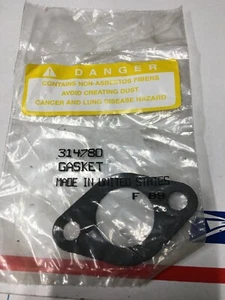 DANGER
CONTAINS NON-ASBESTOS FIBERS
AVOID CREATING DUST
CANCER AND LUNG DISEASE HAZARD
314780
GASKET
MADE IN UNITED STATES
F 89